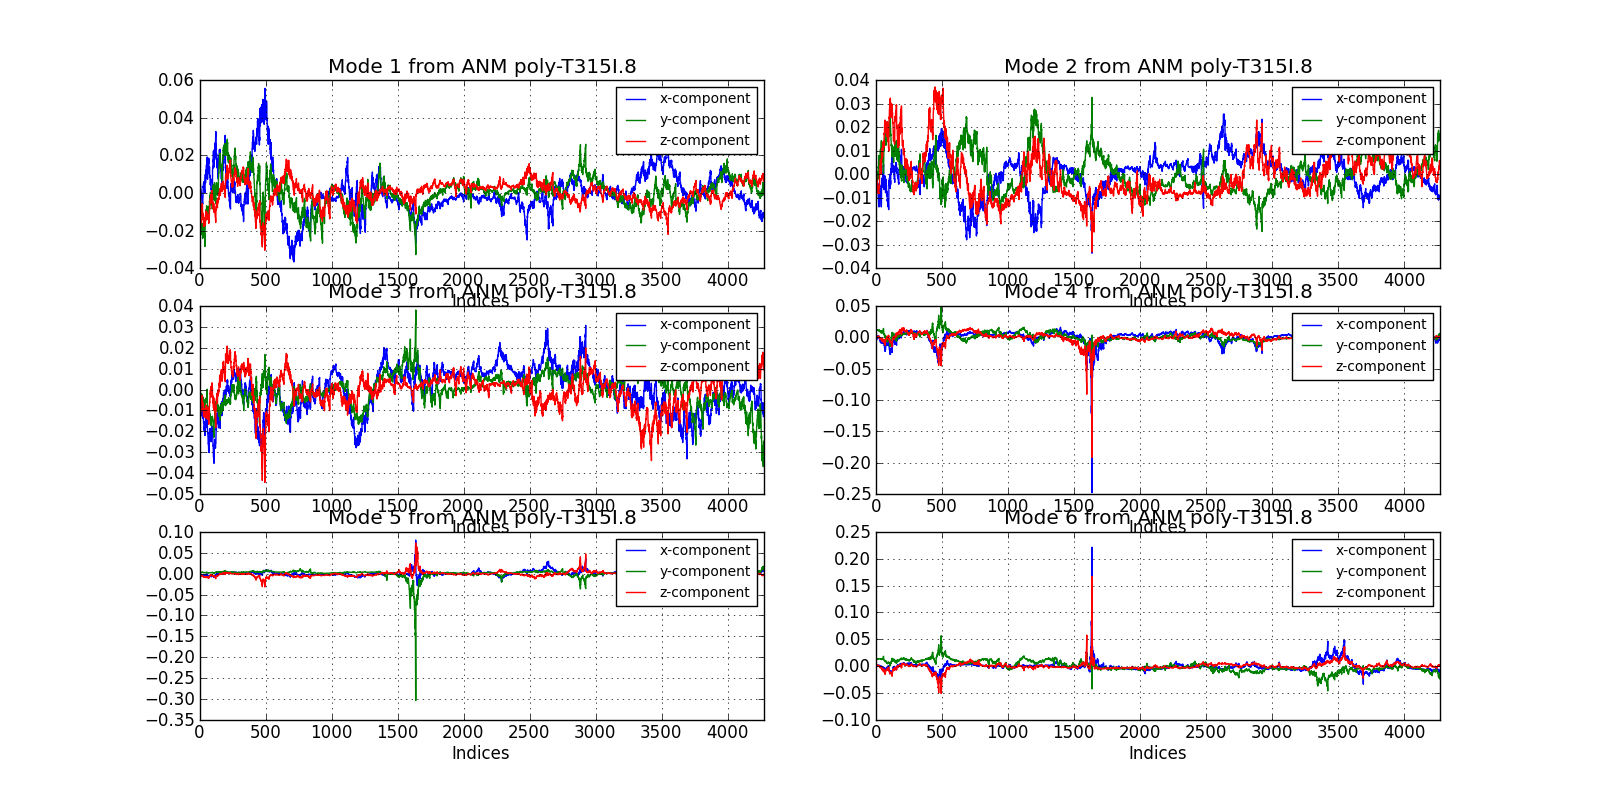 Mode 1 from ANM poly-T315I.8
0.06
0.04
0.02
0.00
−0.02
−0.04
x-component
y-component
z-component
0 500 1000 1500 2000 2500 3000 3500 4000
Indices
Mode 2 from ANM poly-T315I.8
0.04
0.03
0.02
0.01
0.00
−0.01
−0.02
−0.03
−0.04
x-component
y-component
z-component
0 500 1000 1500 2000 2500 3000 3500 4000
Indices
Mode 3 from ANM poly-T315I.8
0.04
0.03
0.02
0.01
0.00
−0.01
−0.02
−0.03
−0.04
−0.05
x-component
y-component
z-component
0 500 1000 1500 2000 2500 3000 3500 4000
Indices
Mode 4 from ANM poly-T315I.8
0.05
0.00
−0.05
−0.10
−0.15
−0.20
−0.25
x-component
y-component
z-component
0 500 1000 1500 2000 2500 3000 3500 4000
Indices
Mode 5 from ANM poly-T315I.8
0.10
0.05
0.00
−0.05
−0.10
−0.15
−0.20
−0.25
−0.30
−0.35
x-component
y-component
z-component
0 500 1000 1500 2000 2500 3000 3500 4000
Indices
Mode 6 from ANM poly-T315I.8
0.25
0.20
0.15
0.10
0.05
0.00
−0.05
−0.10
x-component
y-component
z-component
0 500 1000 1500 2000 2500 3000 3500 4000
Indices